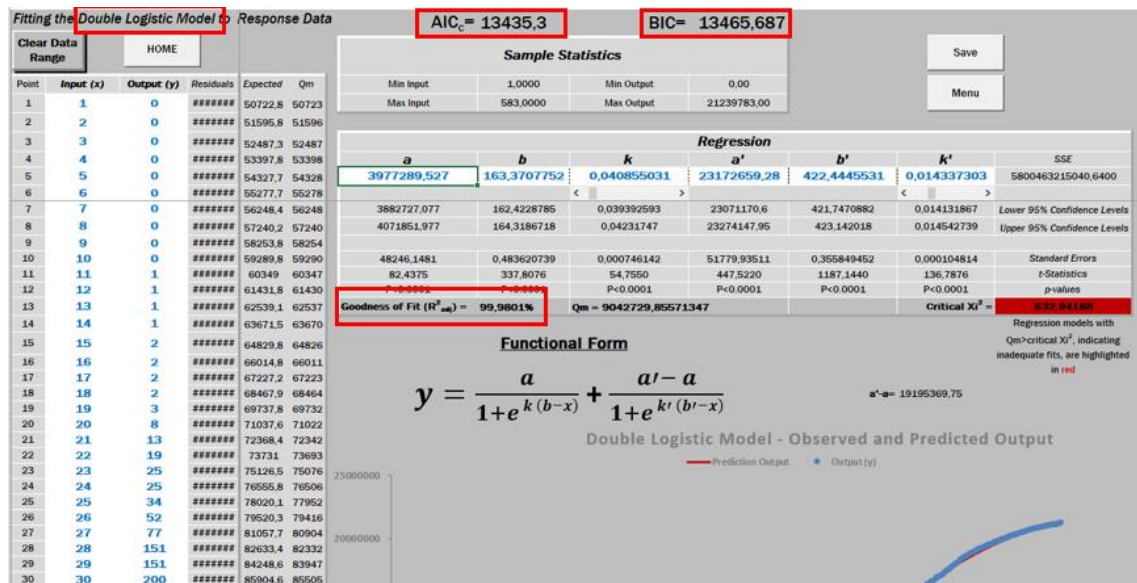 Fitting the Double Logistic Model to Response Data
AICc= 13435,3
BIC= 13465,687
Clear Data Range
HOME
Sample Statistics
Save
Menu
Min Input 1,0000 Min Output 0,00
Max Input 583,0000 Max Output 21239783,00
Point Input (x) Output (y) Residuals Expected Qm
1 1 0 ####### 50722,8 50723
2 2 0 ####### 51595,8 51596
3 3 0 ####### 52487,3 52487
4 4 0 ####### 53397,8 53398
5 5 0 ####### 54327,7 54328
6 6 0 ####### 55277,7 55278
7 7 0 ####### 56248,4 56248
8 8 0 ####### 57240,2 57240
9 9 0 ####### 58253,8 58254
10 10 0 ####### 59289,8 59290
11 11 1 ####### 60349 60347
12 12 1 ####### 61431,8 61430
13 13 1 ####### 62539,1 62537
14 14 1 ####### 63671,5 63670
15 15 2 ####### 64829,8 64826
16 16 2 ####### 66014,8 66011
17 17 2 ####### 67227,2 67223
18 18 2 ####### 68467,9 68464
19 19 3 ####### 69737,8 69732
20 20 8 ####### 71037,6 71022
21 21 13 ####### 72368,4 72342
22 22 19 ####### 73731 73693
23 23 25 ####### 75126,5 75076
24 24 25 ####### 76555,8 76506
25 25 34 ####### 78020,1 77952
26 26 52 ####### 79520,3 79416
27 27 77 ####### 81057,7 80904
28 28 151 ####### 82633,4 82332
29 29 151 ####### 84248,6 83947
30 30 200 ####### 85904,6 85505
Regression
a b k a' b' k' SSE
3977289,527 163,3707752 0,040855031 23172659,28 422,4445531 0,014337303 5800463215040,6400
3882727,077 162,4228785 0,039392593 23071170,6 421,7470882 0,014131867 Lower 95% Confidence Levels
4071851,977 164,3186718 0,04231747 23274147,95 423,142018 0,014542739 Upper 95% Confidence Levels
48246,1481 0,483620739 0,000746142 51779,93511 0,355849452 0,000104814 Standard Errors
82,4375 337,8076 54,7550 447,5220 1187,1440 136,7876 t-Statistics
P<0.0001 P<0.0001 P<0.0001 P<0.0001 P<0.0001 P<0.0001 p-values
Goodness of Fit (R²adj) = 99,9801% Qm = 9042729,85571347 Critical Xi² =
Regression models with
Qm>critical Xi², indicating
inadequate fits, are highlighted
in red
Functional Form
y = a / 1+e^k (b−x) + a′− a / 1+e^k′ (b′−x)
a'-a= 19195369,75
Double Logistic Model - Observed and Predicted Output
Prediction Output Output (y)
25000000
20000000